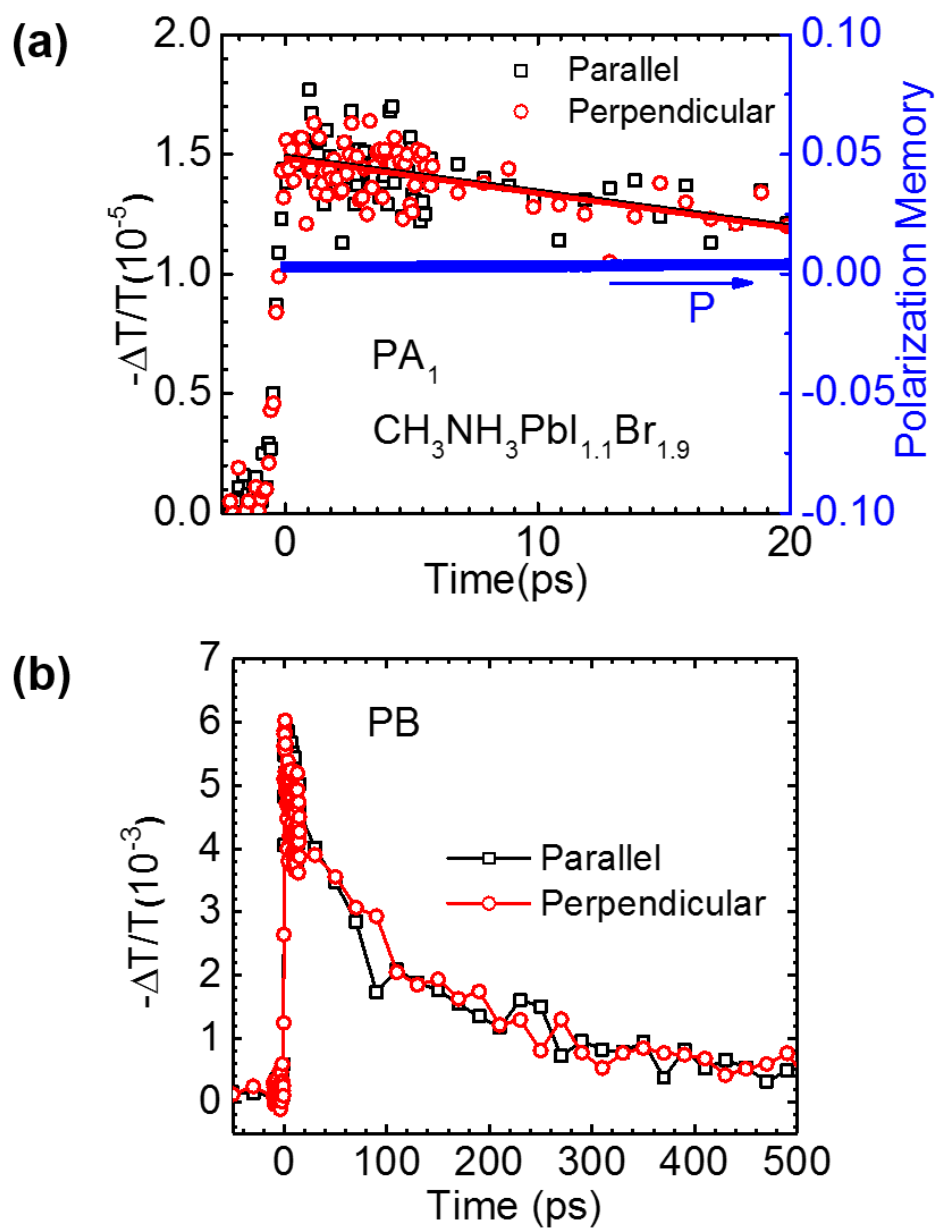 (a)
2.0
1.5
1.0
0.5
0.0
-ΔT/T(10⁻⁵)
Parallel
Perpendicular
0.10
0.05
0.00
-0.05
-0.10
Polarization Memory
P
PA₁
CH₃NH₃PbI₁.₁Br₁.₉
0 10 20
Time(ps)
(b)
7
6
5
4
3
2
1
0
-ΔT/T(10⁻³)
PB
Parallel
Perpendicular
0 100 200 300 400 500
Time (ps)